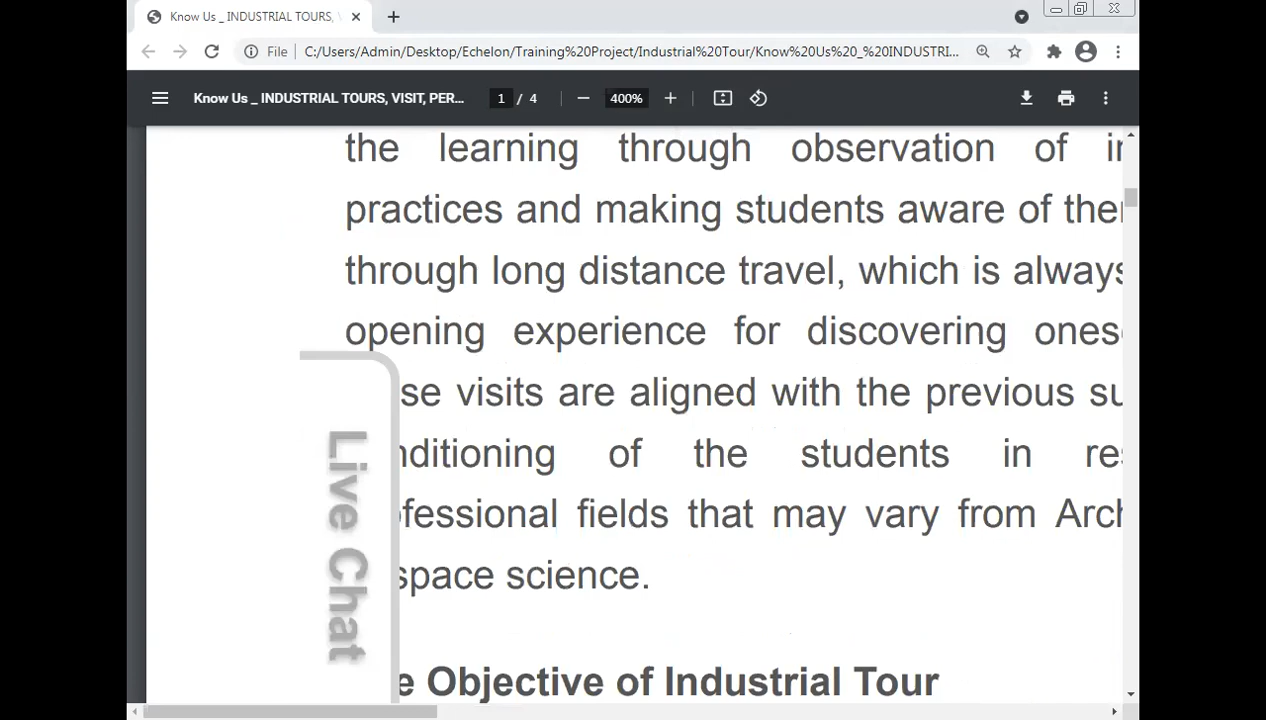 Know Us _ INDUSTRIAL TOURS,
File C:/Users/Admin/Desktop/Echelon/Training%20Project/Industrial%20Tour/Know%20Us%20_%20INDUSTRI...
Know Us _ INDUSTRIAL TOURS, VISIT, PER... 1 / 4 400%
the learning through observation of
practices and making students aware of
through long distance travel, which is always
opening experience for discovering
visits are aligned with the previous
of the students in
fields that may vary from
space science.
Objective of Industrial Tour
Live Chat